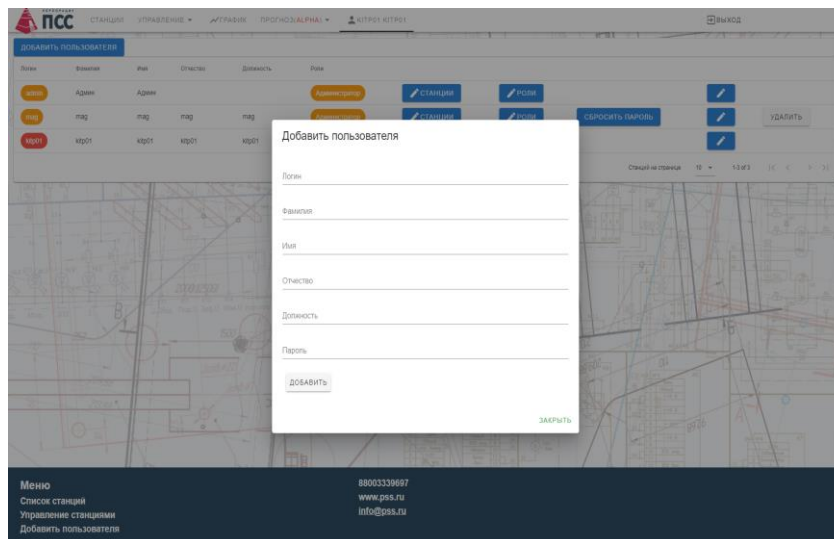 КОРПОРАЦИЯ
ПСС СТАНЦИИ УПРАВЛЕНИЕ ГРАФИК ПРОГНОЗ(ALPHA) KITP01 KITP01 ВЫХОД
ДОБАВИТЬ ПОЛЬЗОВАТЕЛЯ
Логин Фамилия Имя Отчество Должность Роли
admin Админ Админ Администратор СТАНЦИИ РОЛИ
mag mag mag mag mag Администратор СТАНЦИИ РОЛИ СБРОСИТЬ ПАРОЛЬ УДАЛИТЬ
kitp01 kitp01 kitp01 kitp01 kitp01
Станций на странице 10 1-3 of 3
Добавить пользователя
Логин
Фамилия
Имя
Отчество
Должность
Пароль
ДОБАВИТЬ
ЗАКРЫТЬ
Меню
Список станций
Управление станциями
Добавить пользователя
88003339697
www.pss.ru
info@pss.ru